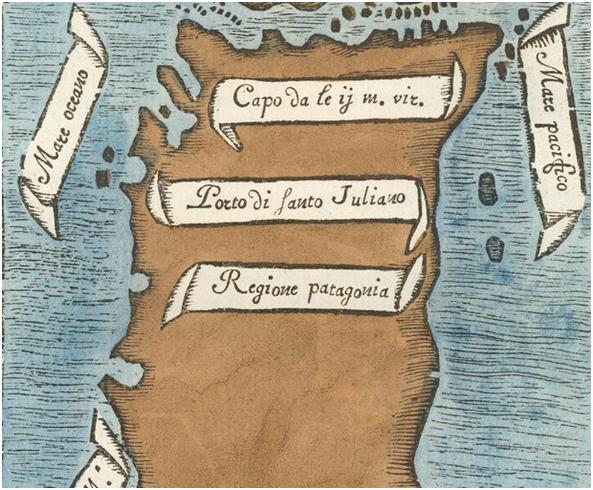 Mare oceano
Capo da le ij m. vir.
Mare pacifico
Porto di santo Juliano
Regione patagonia
M: